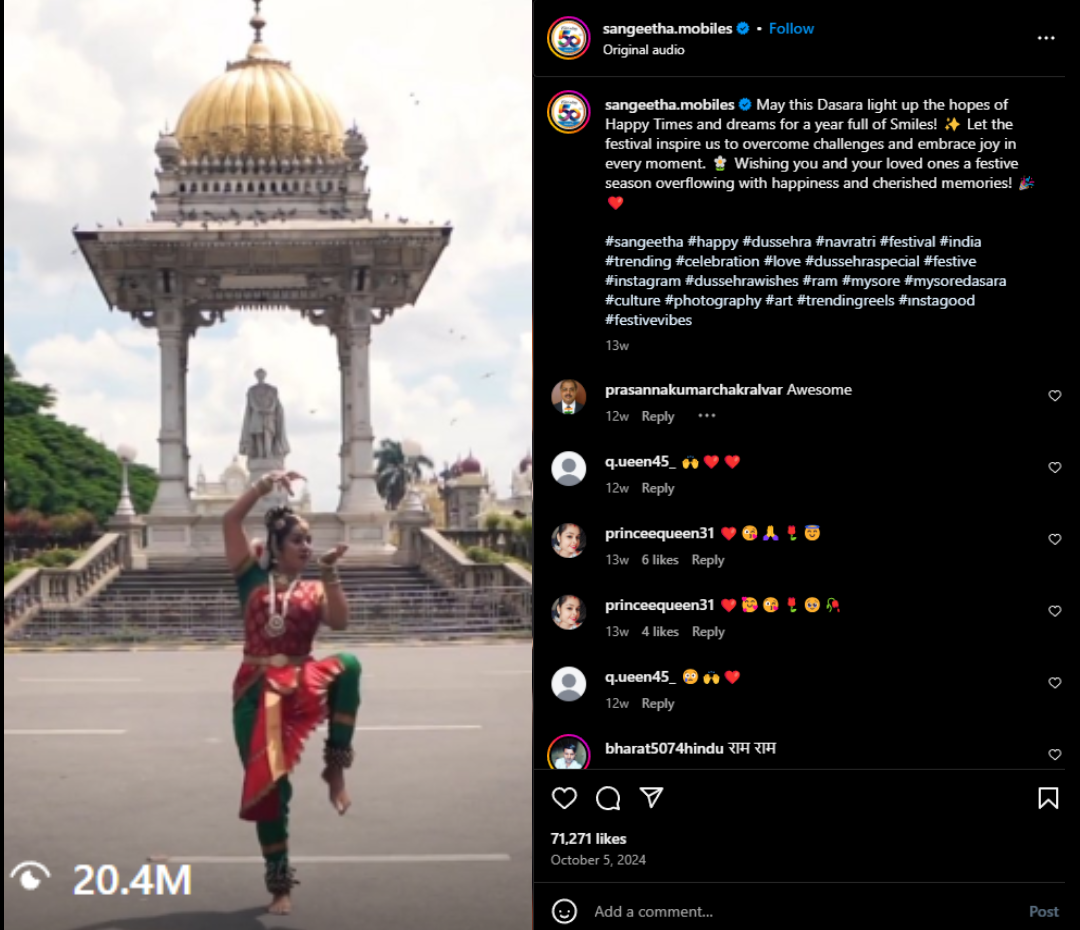 sangeetha.mobiles • Follow
Original audio
sangeetha.mobiles May this Dasara light up the hopes of
Happy Times and dreams for a year full of Smiles! ✨ Let the
festival inspire us to overcome challenges and embrace joy in
every moment. 💮 Wishing you and your loved ones a festive
season overflowing with happiness and cherished memories! 🎉
❤️
#sangeetha #happy #dussehra #navratri #festival #india
#trending #celebration #love #dussehraspecial #festive
#instagram #dussehrawishes #ram #mysore #mysoredasara
#culture #photography #art #trendingreels #instagood
#festivevibes
13w
prasannakumarchakralvar Awesome
12w Reply
q.ueen45_ 🙌 ❤️ ❤️
12w Reply
princeequeen31 ❤️ 😘 🙏 🌷 😇
13w 6 likes Reply
princeequeen31 ❤️ 🥰 😘 🌷 🥹 🥀
13w 4 likes Reply
q.ueen45_ 😢 🙌 ❤️
12w Reply
bharat5074hindu राम राम
71,271 likes
October 5, 2024
Add a comment... Post
20.4M